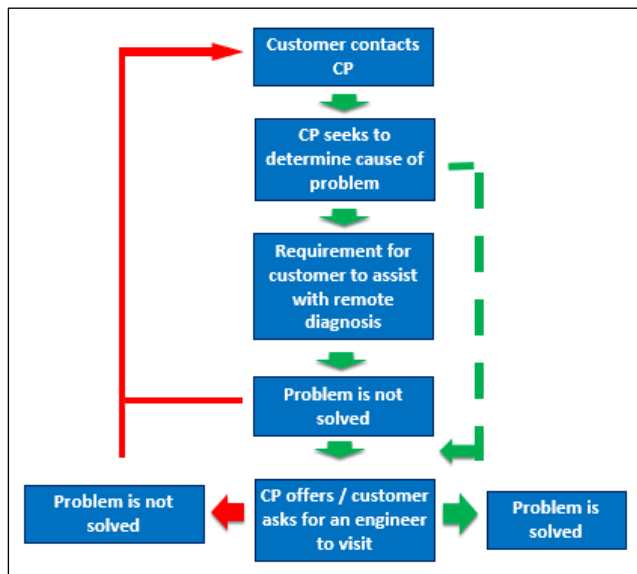 Customer contacts
CP
CP seeks to
determine cause of
problem
Requirement for
customer to assist
with remote
diagnosis
Problem is not
solved
Problem is not
solved
CP offers / customer
asks for an engineer
to visit
Problem is
solved